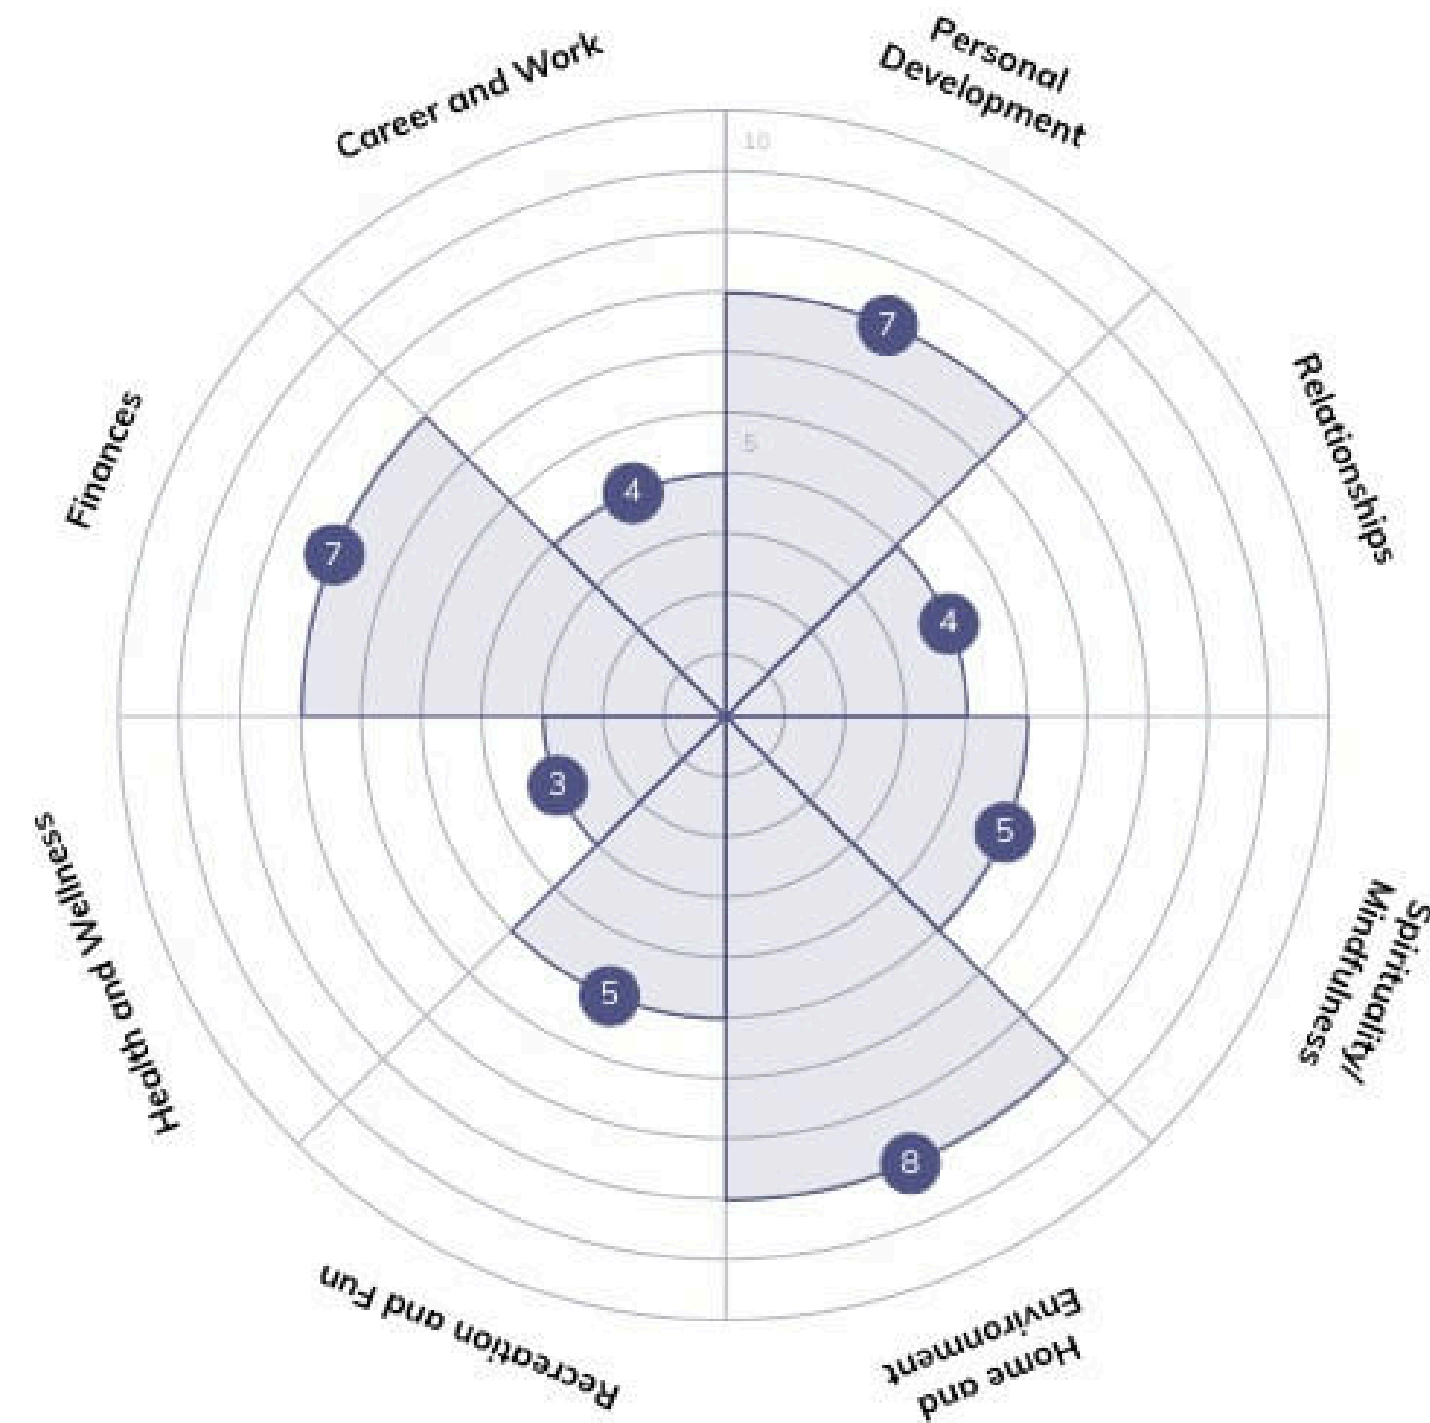 Personal
Development
Relationships
Spirituality/
Mindfulness
Home and
Environment
Recreation and Fun
Health and Wellness
Finances
Career and Work
10
5
7
4
5
8
5
3
7
4